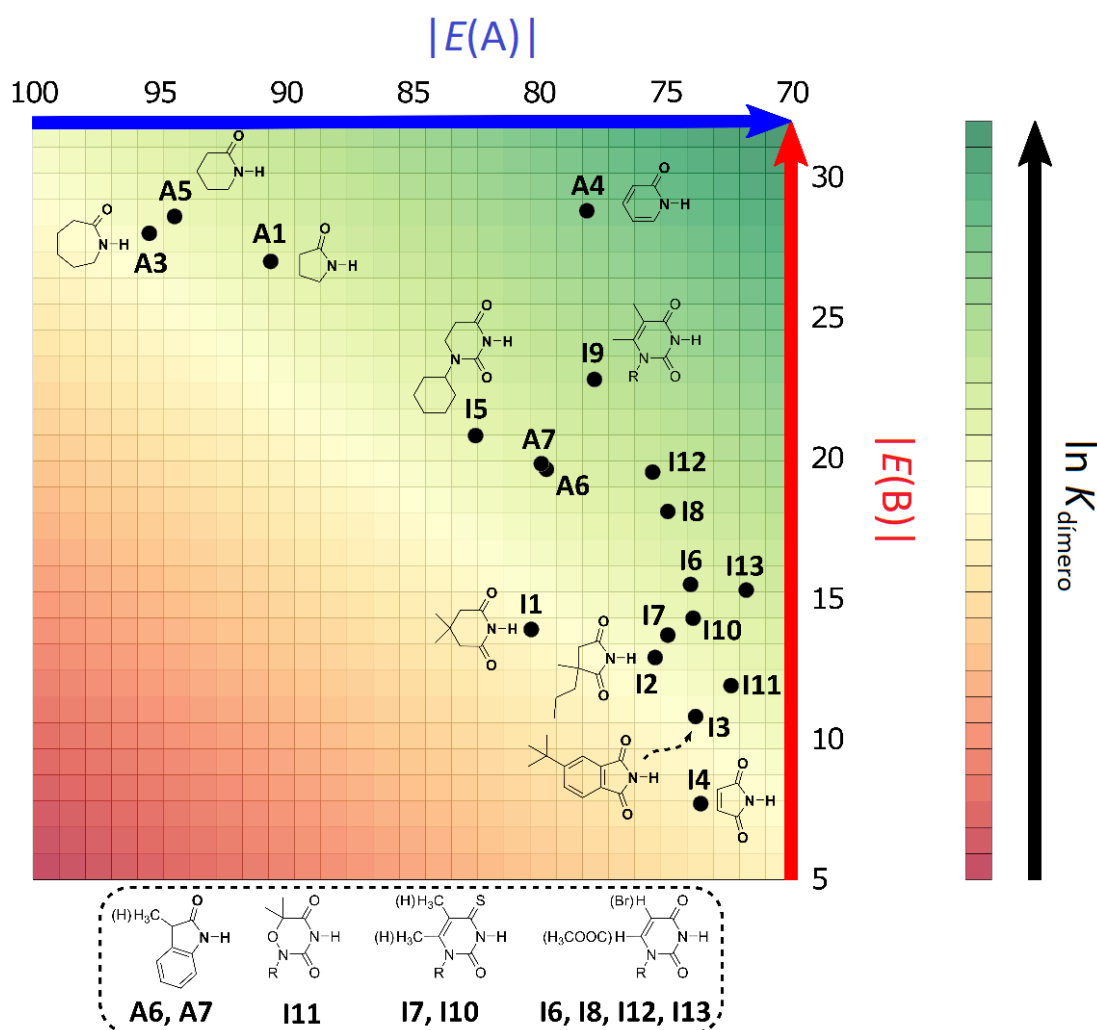 |E(A)|
100 95 90 85 80 75 70
30
25
20
15
10
5
|E(B)|
ln Kdímero
A5
A3
A1
A4
I9
I5
A7
A6
I12
I8
I6
I13
I1
I7
I10
I2
I11
I3
I4
O
N H
O
N H
O
N H
O
N H
O
N H
N O
O
N H
N O
R
O
N H
O
O
N H
O
O
N H
O
O
N H
O
(H)H3C O
N H
O
O N H
N O
R
(H)H3C S
(H)H3C N H
N O
R
(Br)H O
(H3COOC)H N H
N O
R
A6, A7 I11 I7, I10 I6, I8, I12, I13